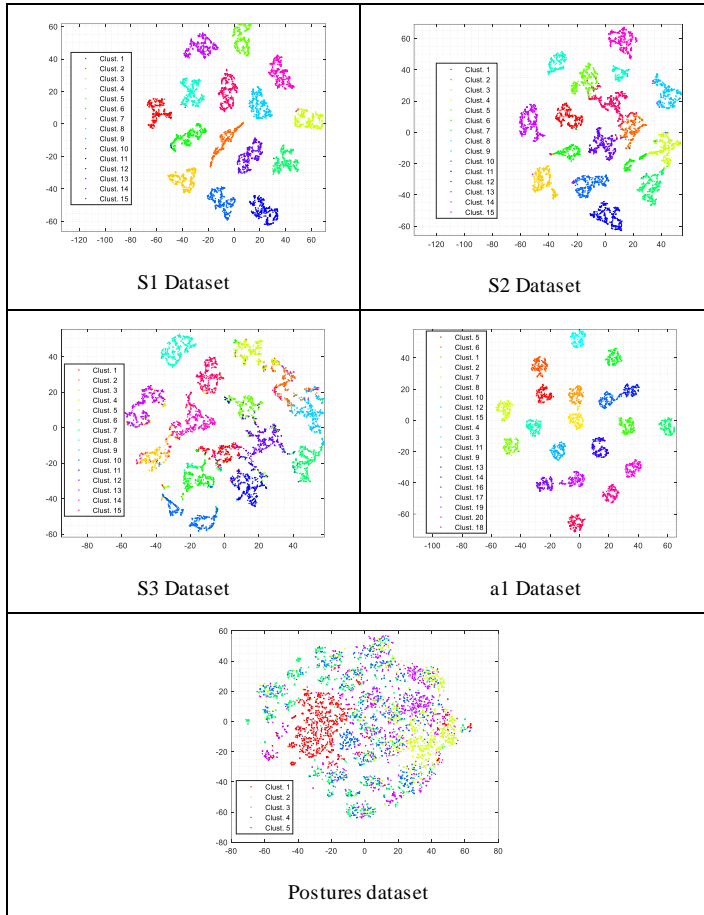 60
40
20
0
-20
-40
-60
Clust. 1
Clust. 2
Clust. 3
Clust. 4
Clust. 5
Clust. 6
Clust. 7
Clust. 8
Clust. 9
Clust. 10
Clust. 11
Clust. 12
Clust. 13
Clust. 14
Clust. 15
-120 -100 -80 -60 -40 -20 0 20 40 60
S1 Dataset
60
40
20
0
-20
-40
-60
Clust. 1
Clust. 2
Clust. 3
Clust. 4
Clust. 5
Clust. 6
Clust. 7
Clust. 8
Clust. 9
Clust. 10
Clust. 11
Clust. 12
Clust. 13
Clust. 14
Clust. 15
-120 -100 -80 -60 -40 -20 0 20 40
S2 Dataset
40
20
0
-20
-40
-60
Clust. 1
Clust. 2
Clust. 3
Clust. 4
Clust. 5
Clust. 6
Clust. 7
Clust. 8
Clust. 9
Clust. 10
Clust. 11
Clust. 12
Clust. 13
Clust. 14
Clust. 15
-80 -60 -40 -20 0 20 40
S3 Dataset
40
20
0
-20
-40
-60
Clust. 5
Clust. 6
Clust. 1
Clust. 2
Clust. 7
Clust. 8
Clust. 10
Clust. 12
Clust. 15
Clust. 4
Clust. 3
Clust. 11
Clust. 9
Clust. 13
Clust. 14
Clust. 16
Clust. 17
Clust. 19
Clust. 20
Clust. 18
-100 -80 -60 -40 -20 0 20 40 60
a1 Dataset
60
40
20
0
-20
-40
-60
-80
Clust. 1
Clust. 2
Clust. 3
Clust. 4
Clust. 5
-80 -60 -40 -20 0 20 40 60 80
Postures dataset